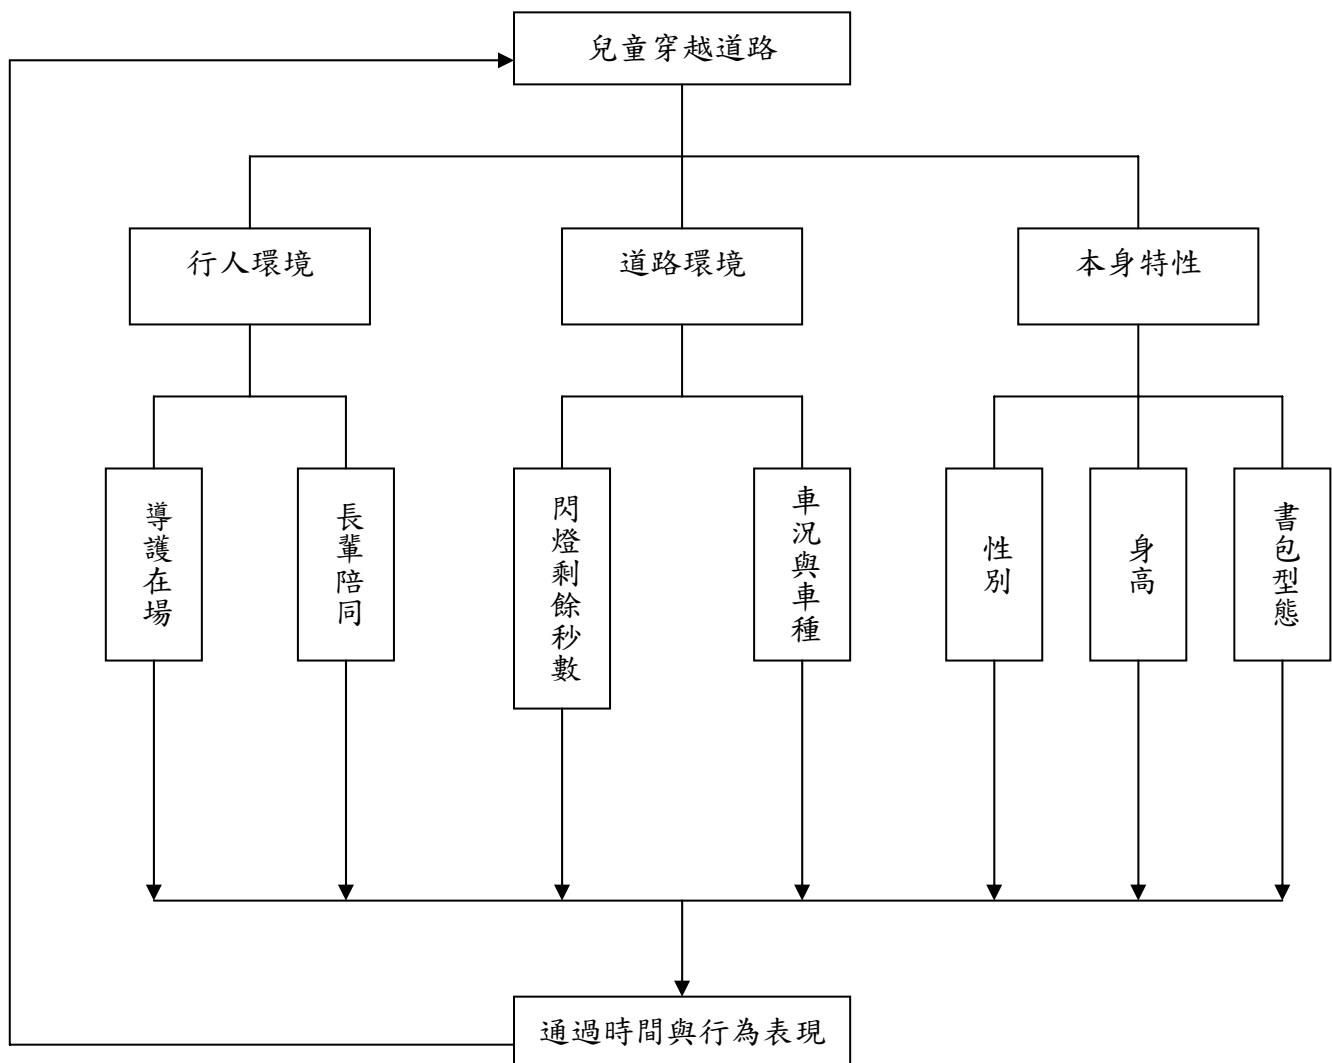 兒童穿越道路
行人環境
道路環境
本身特性
導護在場
長輩陪同
閃燈剩餘秒數
車況與車種
性別
身高
書包型態
通過時間與行為表現